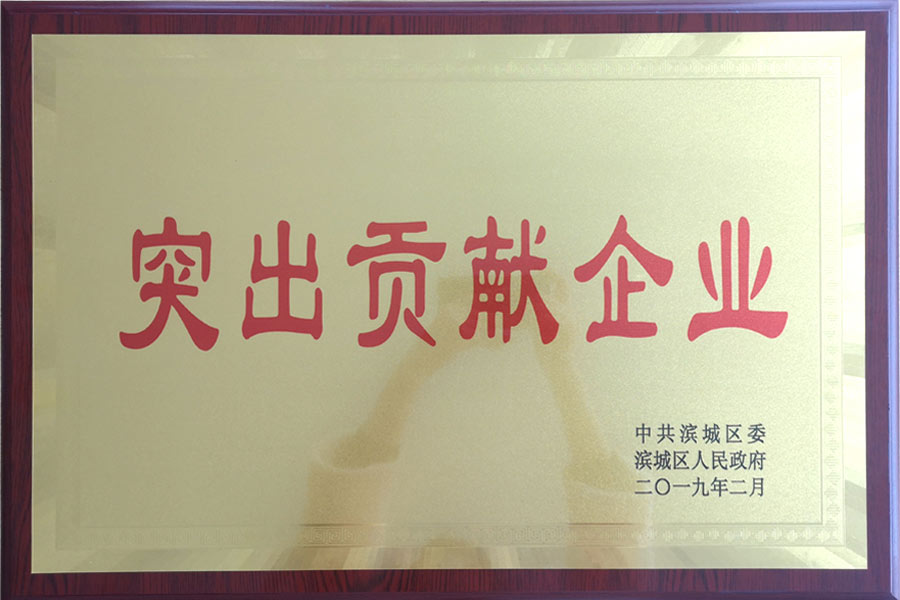 突出贡献企业
中共滨城区委
滨城区人民政府
二〇一九年二月